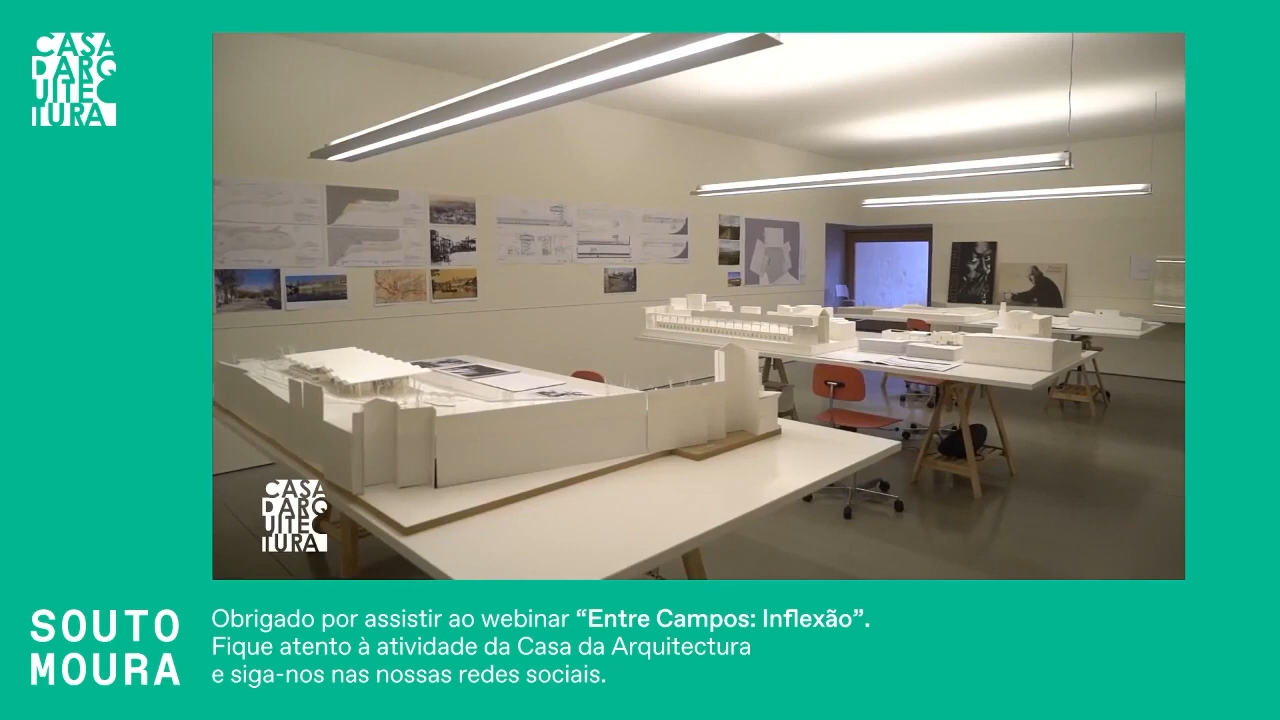 CASA
DARQ
UITEC
TURA
CASA
DARQ
UITEC
TURA
SOUTO
MOURA
Obrigado por assistir ao webinar “Entre Campos: Inflexão”.
Fique atento à atividade da Casa da Arquitectura
e siga-nos nas nossas redes sociais.